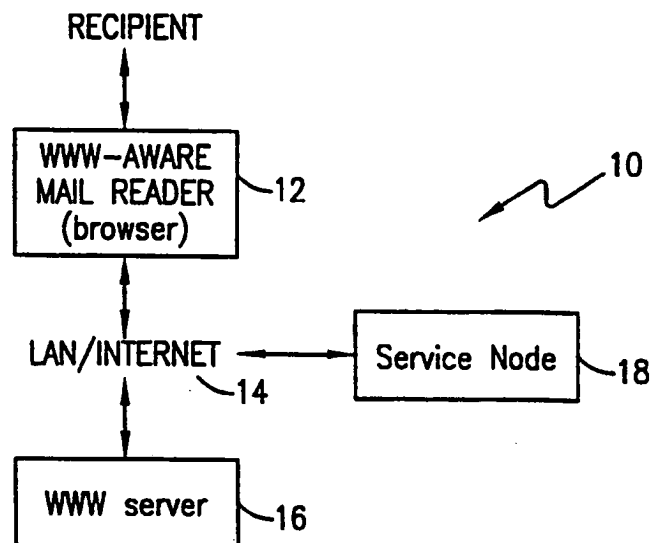 RECIPIENT
WWW-AWARE
MAIL READER
(browser)
12
10
LAN/INTERNET
14
Service Node
18
WWW server
16